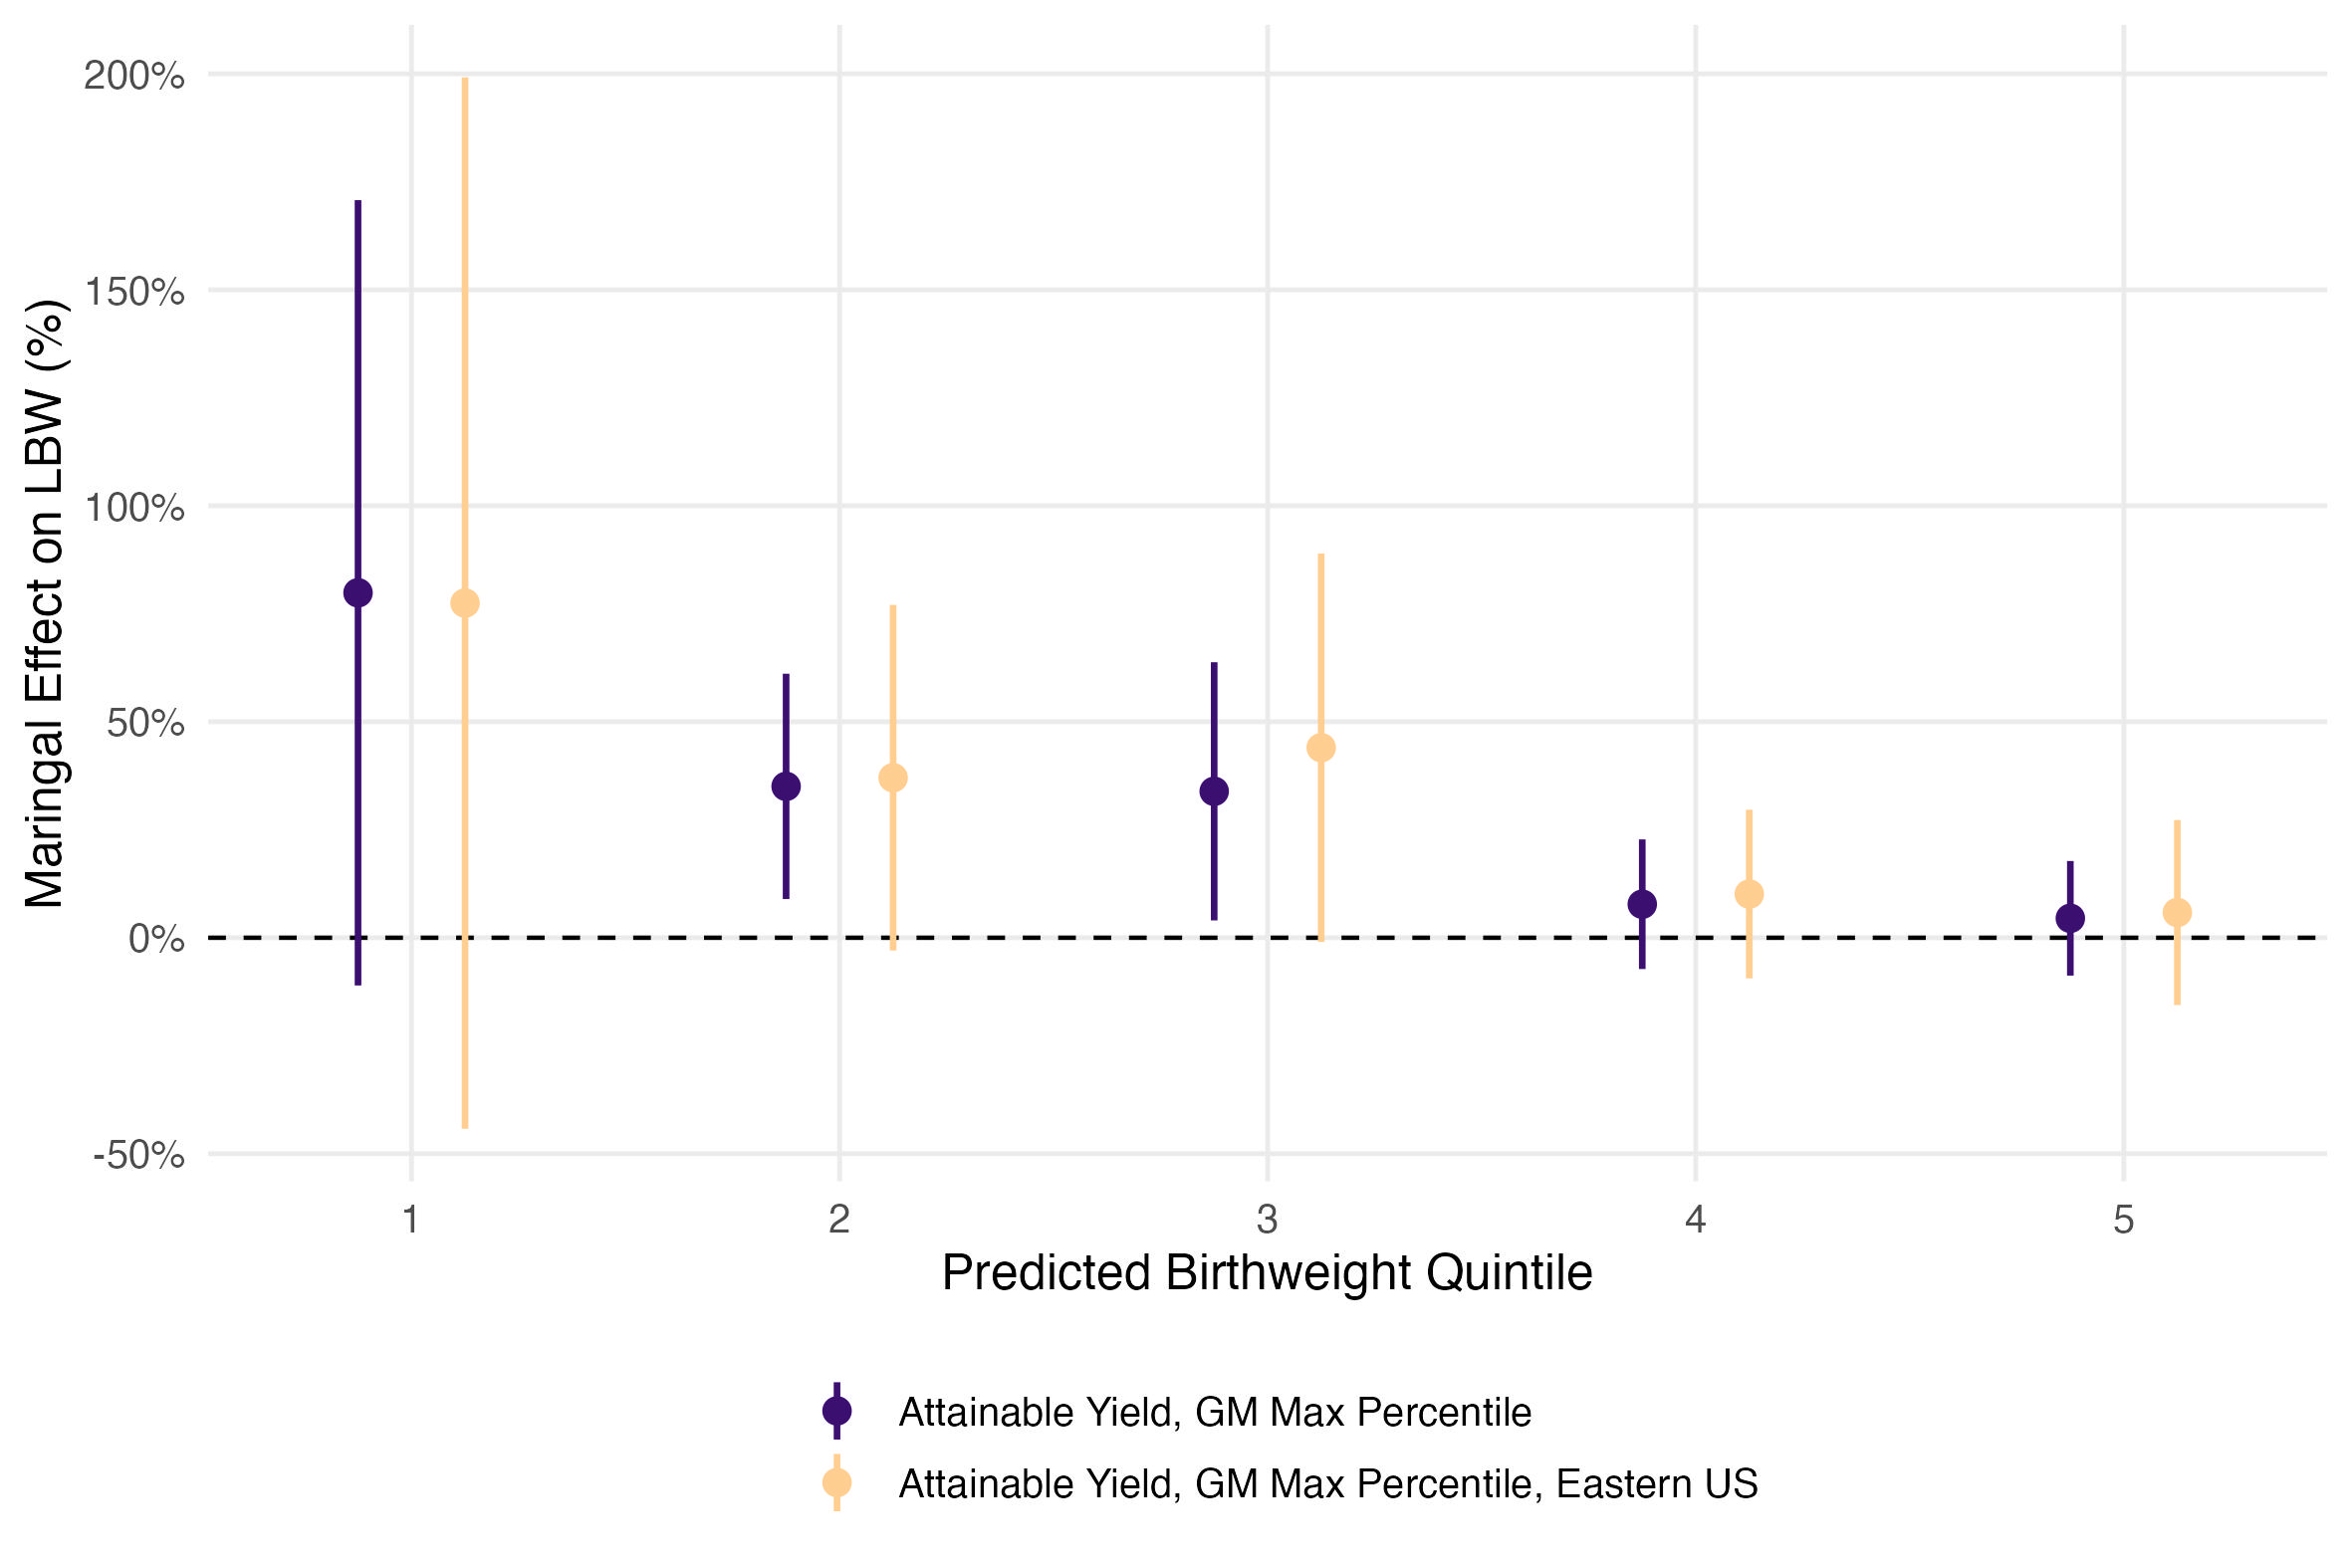 Maringal Effect on LBW (%)
200%
150%
100%
50%
0%
-50%
1 2 3 4 5
Predicted Birthweight Quintile
Attainable Yield, GM Max Percentile
Attainable Yield, GM Max Percentile, Eastern US